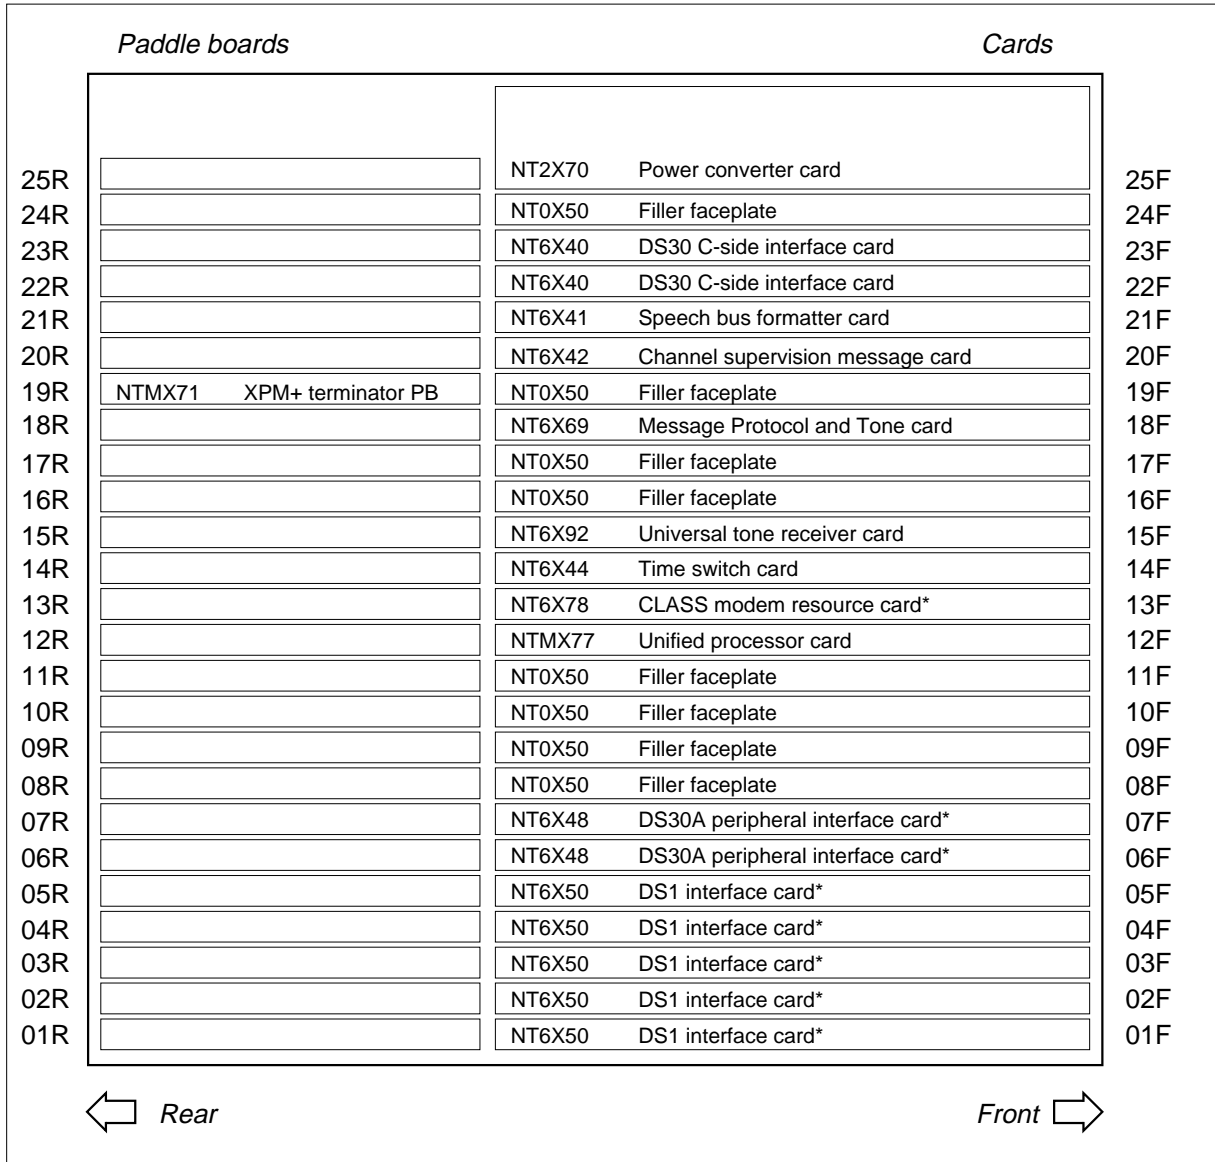 Paddle boards Cards
25R NT2X70 Power converter card 25F
24R NT0X50 Filler faceplate 24F
23R NT6X40 DS30 C-side interface card 23F
22R NT6X40 DS30 C-side interface card 22F
21R NT6X41 Speech bus formatter card 21F
20R NT6X42 Channel supervision message card 20F
19R NTMX71 XPM+ terminator PB NT0X50 Filler faceplate 19F
18R NT6X69 Message Protocol and Tone card 18F
17R NT0X50 Filler faceplate 17F
16R NT0X50 Filler faceplate 16F
15R NT6X92 Universal tone receiver card 15F
14R NT6X44 Time switch card 14F
13R NT6X78 CLASS modem resource card* 13F
12R NTMX77 Unified processor card 12F
11R NT0X50 Filler faceplate 11F
10R NT0X50 Filler faceplate 10F
09R NT0X50 Filler faceplate 09F
08R NT0X50 Filler faceplate 08F
07R NT6X48 DS30A peripheral interface card* 07F
06R NT6X48 DS30A peripheral interface card* 06F
05R NT6X50 DS1 interface card* 05F
04R NT6X50 DS1 interface card* 04F
03R NT6X50 DS1 interface card* 03F
02R NT6X50 DS1 interface card* 02F
01R NT6X50 DS1 interface card* 01F
Rear Front